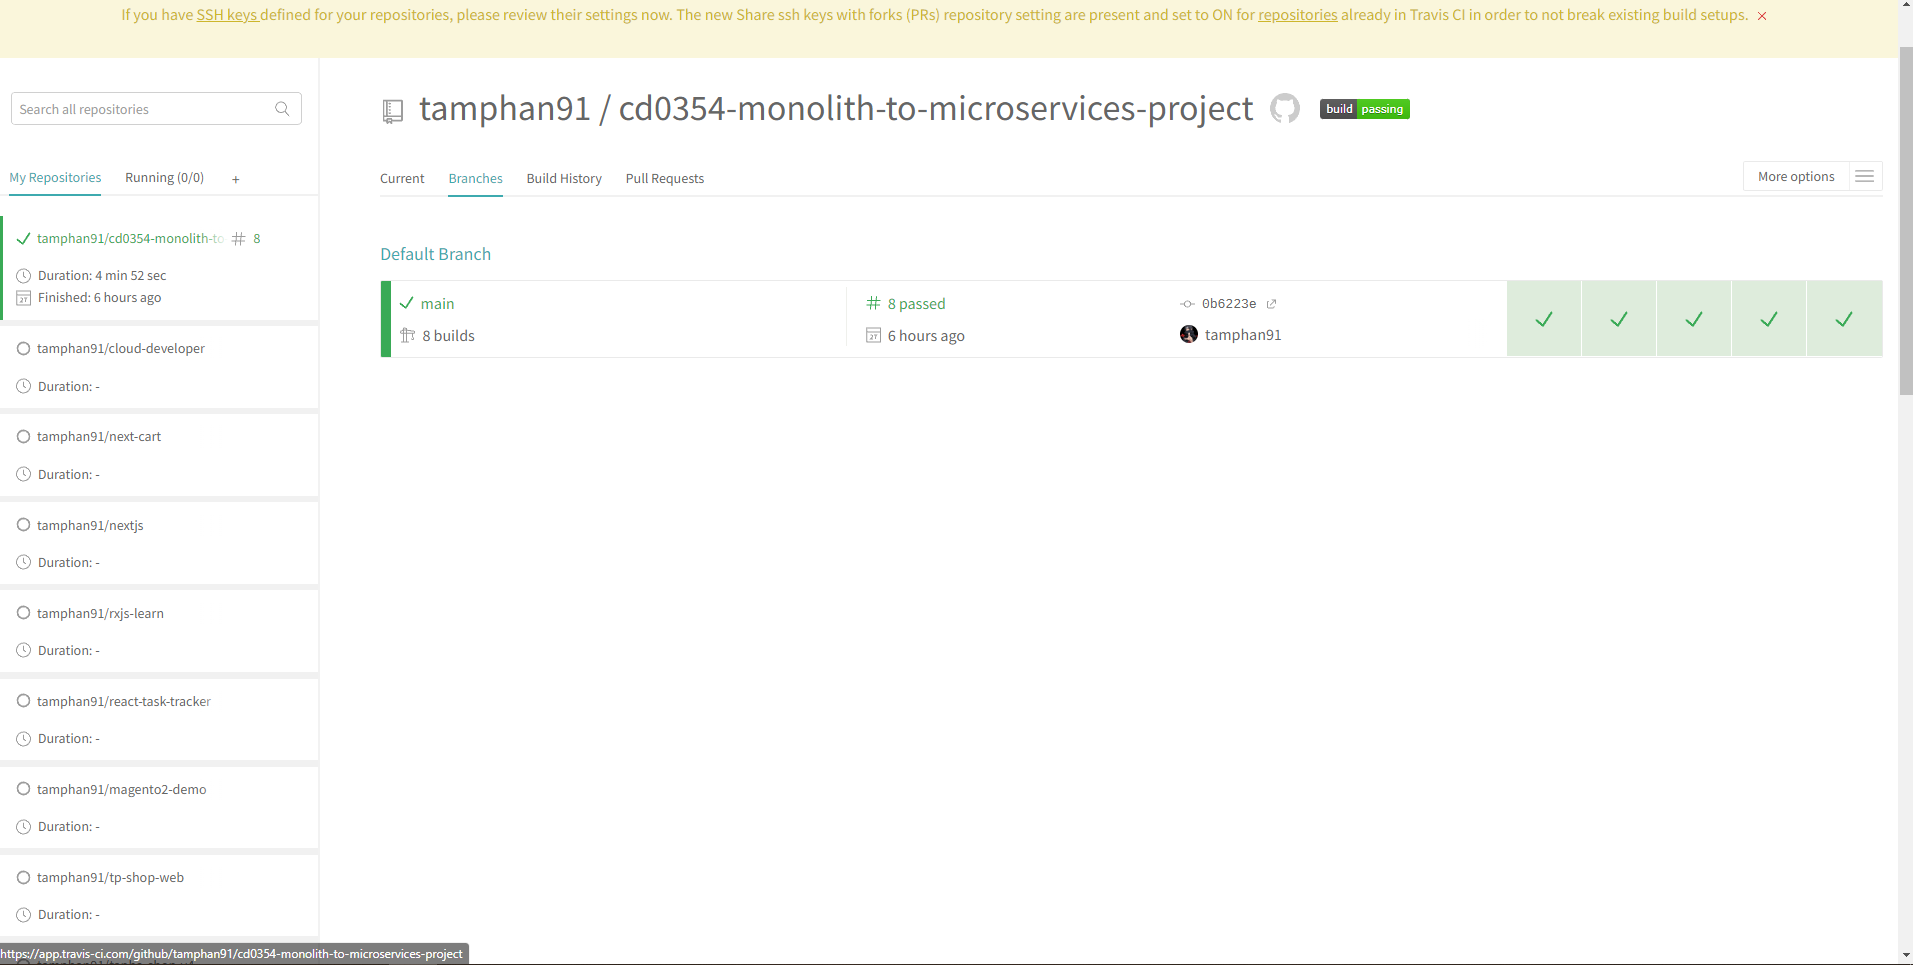 If you have SSH keys defined for your repositories, please review their settings now. The new Share ssh keys with forks (PRs) repository setting are present and set to ON for repositories already in Travis CI in order to not break existing build setups.
Search all repositories
tamphan91 / cd0354-monolith-to-microservices-project
build passing
My Repositories
Running (0/0)
+
Current
Branches
Build History
Pull Requests
More options
tamphan91/cd0354-monolith-to
# 8
Duration: 4 min 52 sec
Finished: 6 hours ago
Default Branch
main
# 8 passed
0b6223e
8 builds
6 hours ago
tamphan91
tamphan91/cloud-developer
Duration: -
tamphan91/next-cart
Duration: -
tamphan91/nextjs
Duration: -
tamphan91/rxjs-learn
Duration: -
tamphan91/react-task-tracker
Duration: -
tamphan91/magento2-demo
Duration: -
tamphan91/tp-shop-web
Duration: -
https://app.travis-ci.com/github/tamphan91/cd0354-monolith-to-microservices-project